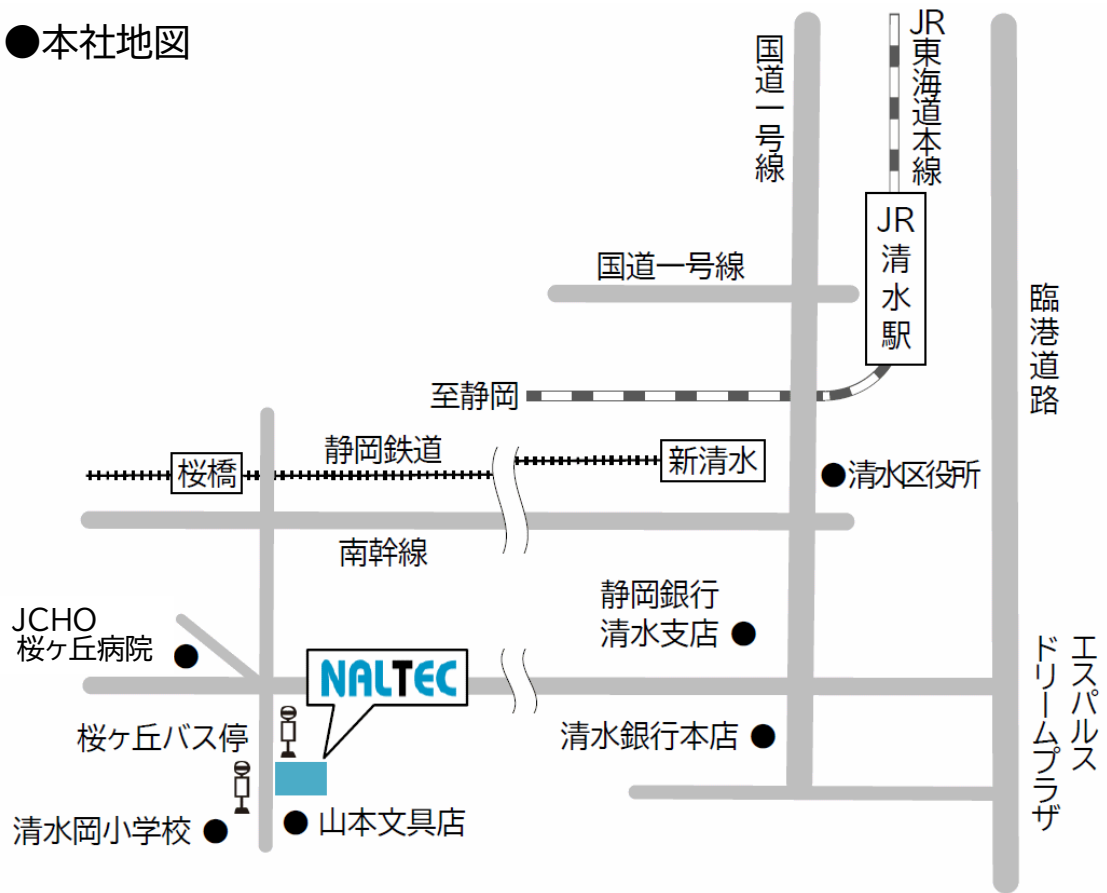 ●本社地図
国道一号線
JR東海道本線
JR清水駅
国道一号線
臨港道路
至静岡
静岡鉄道
桜橋
新清水
●清水区役所
南幹線
静岡銀行
清水支店●
JCHO
桜ヶ丘病院●
NALTEC
エスパルス
ドリームプラザ
桜ヶ丘バス停
清水銀行本店●
清水岡小学校●
●山本文具店